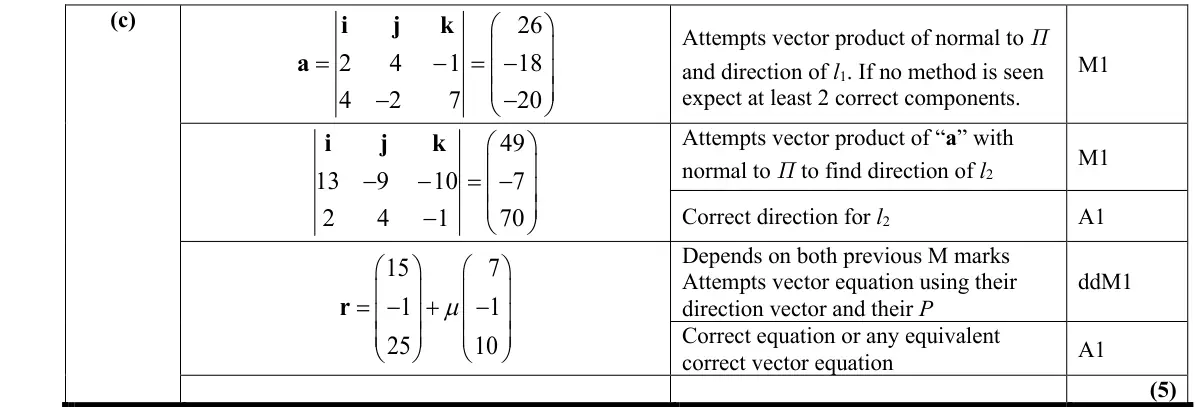 (c)
i j k
a = |2 4 −1| = (26 −18 −20)
4 −2 7
Attempts vector product of normal to Π
and direction of l₁. If no method is seen
expect at least 2 correct components.
M1
i j k
|13 −9 −10| = (49 −7 70)
2 4 −1
Attempts vector product of “a” with
normal to Π to find direction of l₂
M1
Correct direction for l₂
A1
r = (15 −1 25) + μ (7 −1 10)
Depends on both previous M marks
Attempts vector equation using their
direction vector and their P
ddM1
Correct equation or any equivalent
correct vector equation
A1
(5)